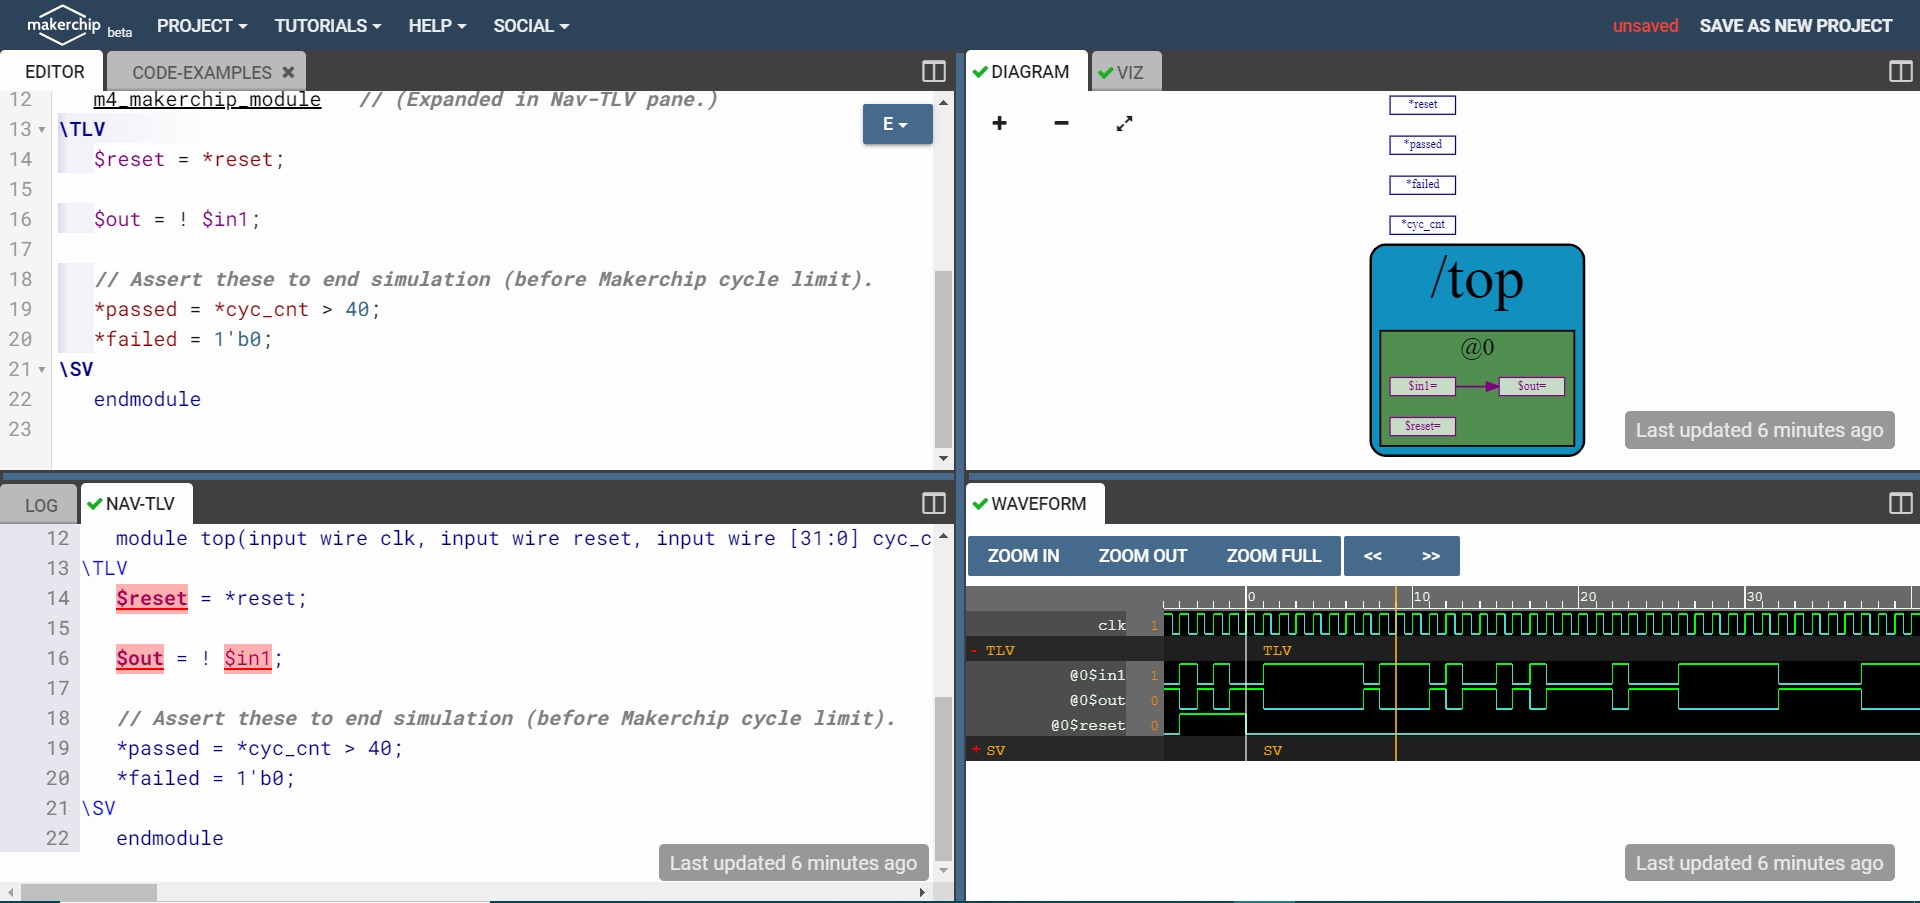 makerchip beta PROJECT TUTORIALS HELP SOCIAL unsaved SAVE AS NEW PROJECT
EDITOR CODE-EXAMPLES
12 m4_makerchip_module // (Expanded in Nav-TLV pane.)
13 \TLV
14 $reset = *reset;
15
16 $out = ! $in1;
17
18 // Assert these to end simulation (before Makerchip cycle limit).
19 *passed = *cyc_cnt > 40;
20 *failed = 1'b0;
21 \SV
22 endmodule
23
E
DIAGRAM VIZ
+ −
*reset
*passed
*failed
*cyc_cnt
/top
@0
$in1= $out=
$reset=
Last updated 6 minutes ago
LOG NAV-TLV
12 module top(input wire clk, input wire reset, input wire [31:0] cyc_c
13 \TLV
14 $reset = *reset;
15
16 $out = ! $in1;
17
18 // Assert these to end simulation (before Makerchip cycle limit).
19 *passed = *cyc_cnt > 40;
20 *failed = 1'b0;
21 \SV
22 endmodule
Last updated 6 minutes ago
WAVEFORM
ZOOM IN ZOOM OUT ZOOM FULL << >>
0 10 20 30
clk 1
- TLV TLV
@0$in1 1
@0$out 0
@0$reset 0
+ SV SV
Last updated 6 minutes ago